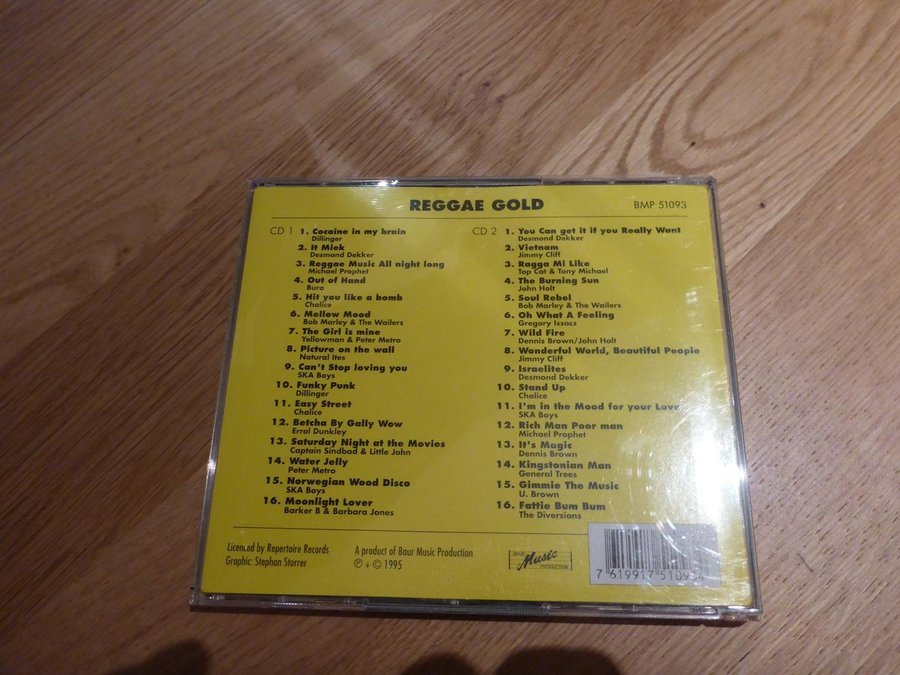 REGGAE GOLD
BMP 51093
CD 1
1. Cocaine in my brain
Dillinger
2. It Miek
Desmond Dekker
3. Reggae Music All night long
Michael Prophet
4. Out of Hand
Buro
5. Hit you like a bomb
Chalice
6. Mellow Mood
Bob Marley & The Wailers
7. The Girl is mine
Yellowman & Peter Metro
8. Picture on the wall
Natural Ites
9. Can't Stop loving you
SKA Boys
10. Funky Punk
Dillinger
11. Easy Street
Chalice
12. Betcha By Gally Wow
Errol Dunkley
13. Saturday Night at the Movies
Captain Sindbad & Little John
14. Water Jelly
Peter Metro
15. Norwegian Wood Disco
SKA Boys
16. Moonlight Lover
Barker B & Barbara Jones
CD 2
1. You Can get it if you Really Want
Desmond Dekker
2. Vietnam
Jimmy Cliff
3. Ragga Mi Like
Top Cat & Tony Michael
4. The Burning Sun
John Holt
5. Soul Rebel
Bob Marley & The Wailers
6. Oh What A Feeling
Gregory Issacs
7. Wild Fire
Dennis Brown/John Holt
8. Wonderful World, Beautiful People
Jimmy Cliff
9. Israelites
Desmond Dekker
10. Stand Up
Chalice
11. I'm in the Mood for your Love
SKA Boys
12. Rich Man Poor man
Michael Prophet
13. It's Magic
Dennis Brown
14. Kingstonian Man
General Trees
15. Gimmie The Music
U. Brown
16. Fattie Bum Bum
The Diversions
Licensed by Repertoire Records
Graphic: Stephan Storrer
A product of Baur Music Production
℗ + © 1995
Music
PRODUCTION
7 619917 51093